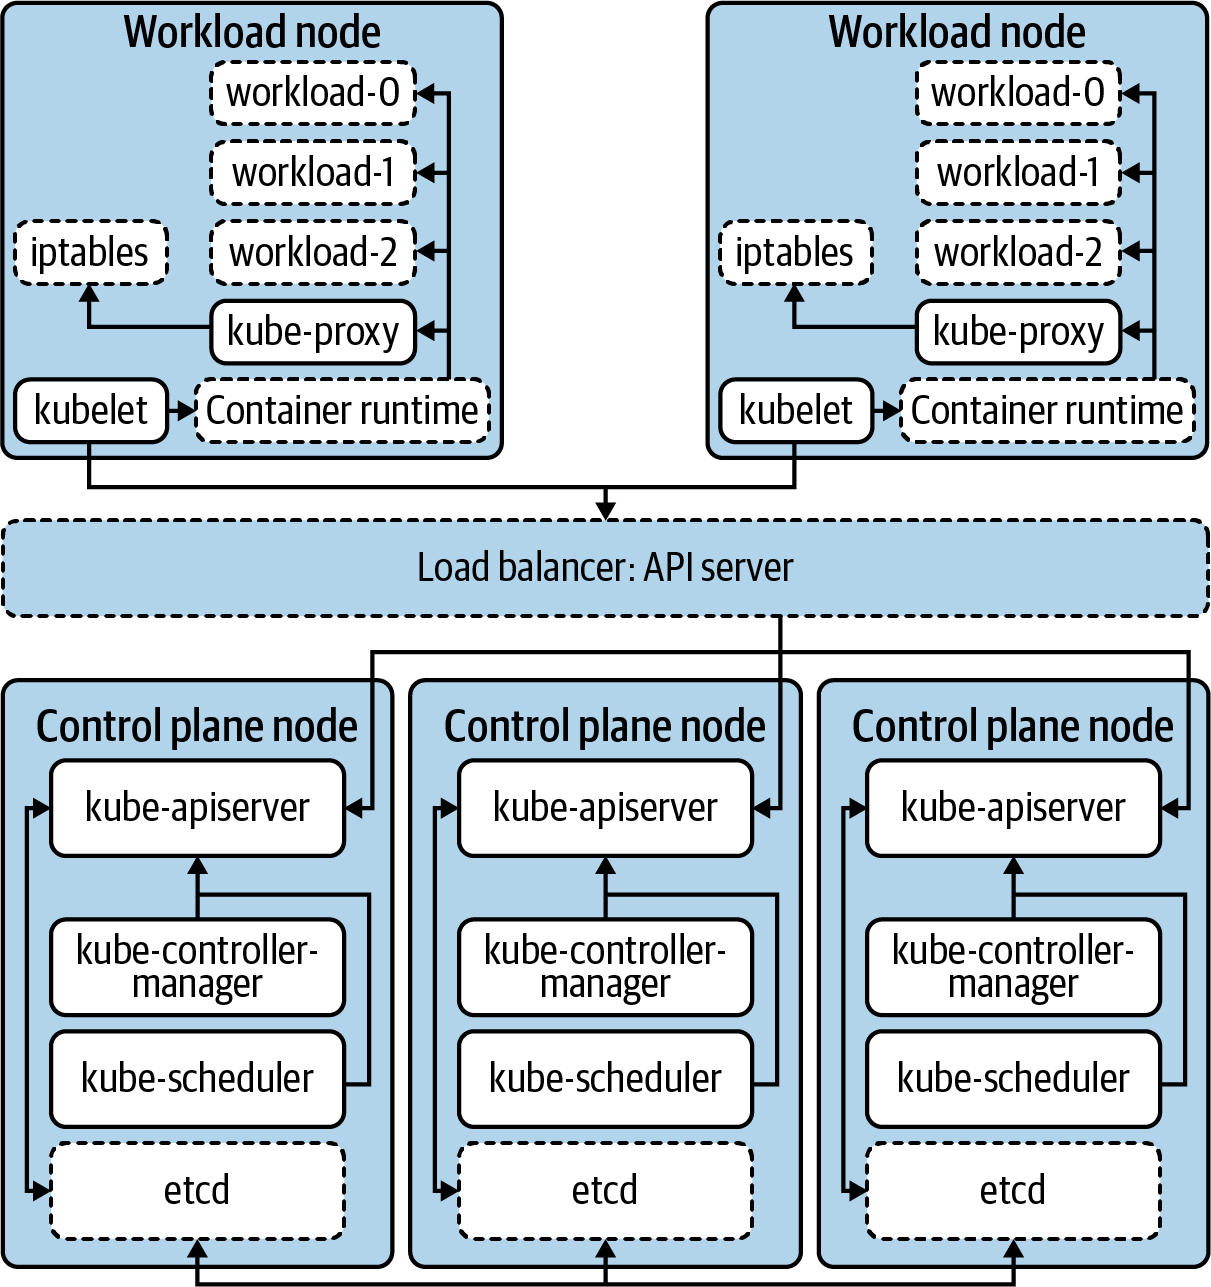 Workload node
workload-0
workload-1
iptables
workload-2
kube-proxy
kubelet
Container runtime
Workload node
workload-0
workload-1
iptables
workload-2
kube-proxy
kubelet
Container runtime
Load balancer: API server
Control plane node
kube-apiserver
kube-controller-
manager
kube-scheduler
etcd
Control plane node
kube-apiserver
kube-controller-
manager
kube-scheduler
etcd
Control plane node
kube-apiserver
kube-controller-
manager
kube-scheduler
etcd